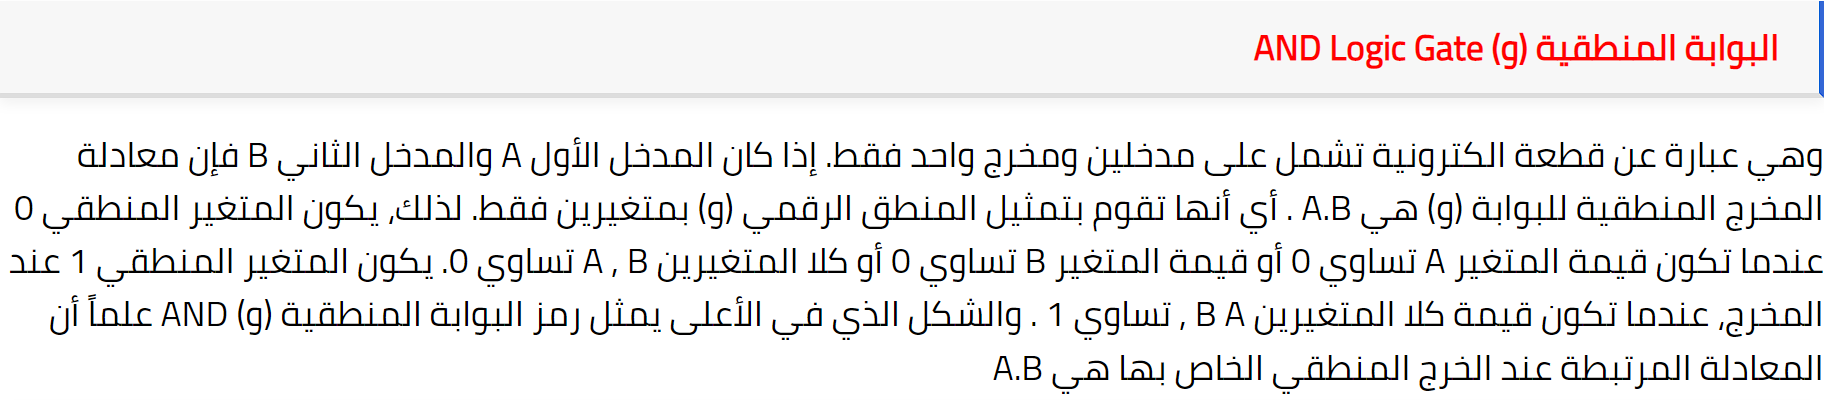 البوابة المنطقية (و) AND Logic Gate
وهي عبارة عن قطعة الكترونية تشمل على مدخلين ومخرج واحد فقط. إذا كان المدخل الأول A والمدخل الثاني B فإن معادلة
المخرج المنطقية للبوابة (و) هي A.B . أي أنها تقوم بتمثيل المنطق الرقمي (و) بمتغيرين فقط. لذلك، يكون المتغير المنطقي 0
عندما تكون قيمة المتغير A تساوي 0 أو قيمة المتغير B تساوي 0 أو كلا المتغيرين A , B تساوي 0. يكون المتغير المنطقي 1 عند
المخرج، عندما تكون قيمة كلا المتغيرين B A , تساوي 1 . والشكل الذي في الأعلى يمثل رمز البوابة المنطقية (و) AND علماً أن
المعادلة المرتبطة عند الخرج المنطقي الخاص بها هي A.B